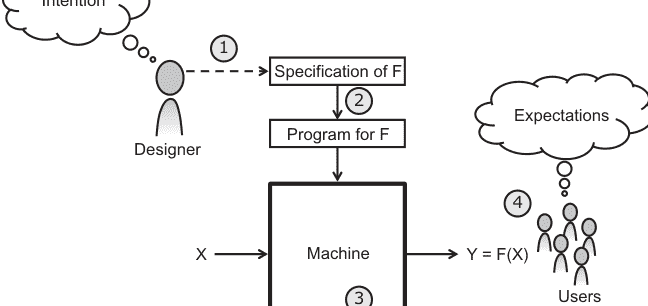 Intention
1
Specification of F
2
Expectations
Program for F
Designer
4
X
Machine
Y = F(X)
3
Users